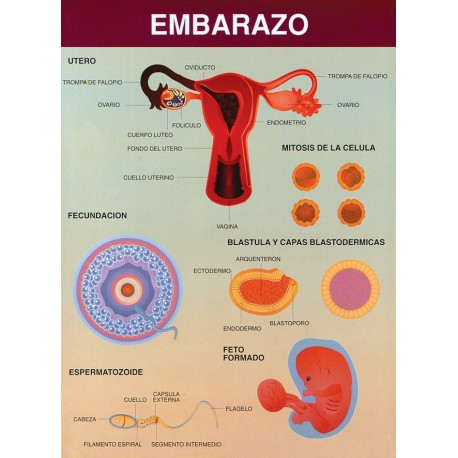 EMBARAZO
UTERO
OVIDUCTO
TROMPA DE FALOPIO
TROMPA DE FALOPIO
OVARIO
OVARIO
FOLICULO
ENDOMETRIO
CUERPO LUTEO
FONDO DEL UTERO
MITOSIS DE LA CELULA
CUELLO UTERINO
VAGINA
FECUNDACION
BLASTULA Y CAPAS BLASTODERMICAS
ARQUENTERON
ECTODERMO
ENDODERMO
BLASTOPORO
FETO
FORMADO
ESPERMATOZOIDE
CAPSULA
EXTERNA
CUELLO
CABEZA
FLAGELO
FILAMENTO ESPIRAL
SEGMENTO INTERMEDIO